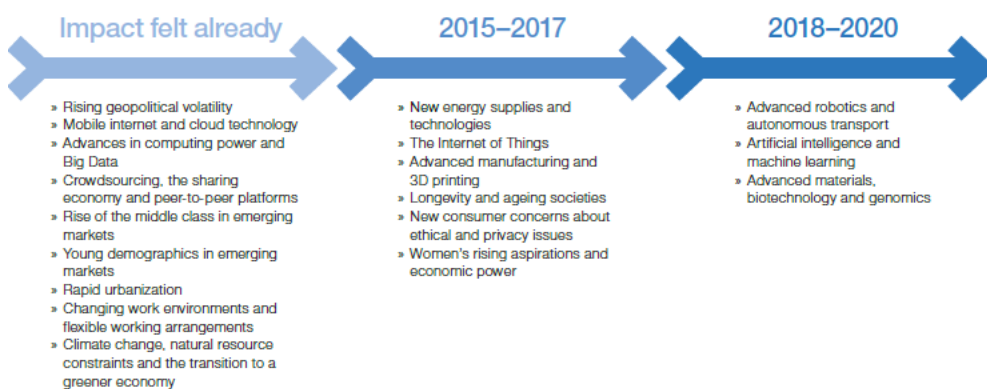 Impact felt already
» Rising geopolitical volatility
» Mobile internet and cloud technology
» Advances in computing power and
Big Data
» Crowdsourcing, the sharing
economy and peer-to-peer platforms
» Rise of the middle class in emerging
markets
» Young demographics in emerging
markets
» Rapid urbanization
» Changing work environments and
flexible working arrangements
» Climate change, natural resource
constraints and the transition to a
greener economy
2015–2017
» New energy supplies and
technologies
» The Internet of Things
» Advanced manufacturing and
3D printing
» Longevity and ageing societies
» New consumer concerns about
ethical and privacy issues
» Women's rising aspirations and
economic power
2018–2020
» Advanced robotics and
autonomous transport
» Artificial intelligence and
machine learning
» Advanced materials,
biotechnology and genomics